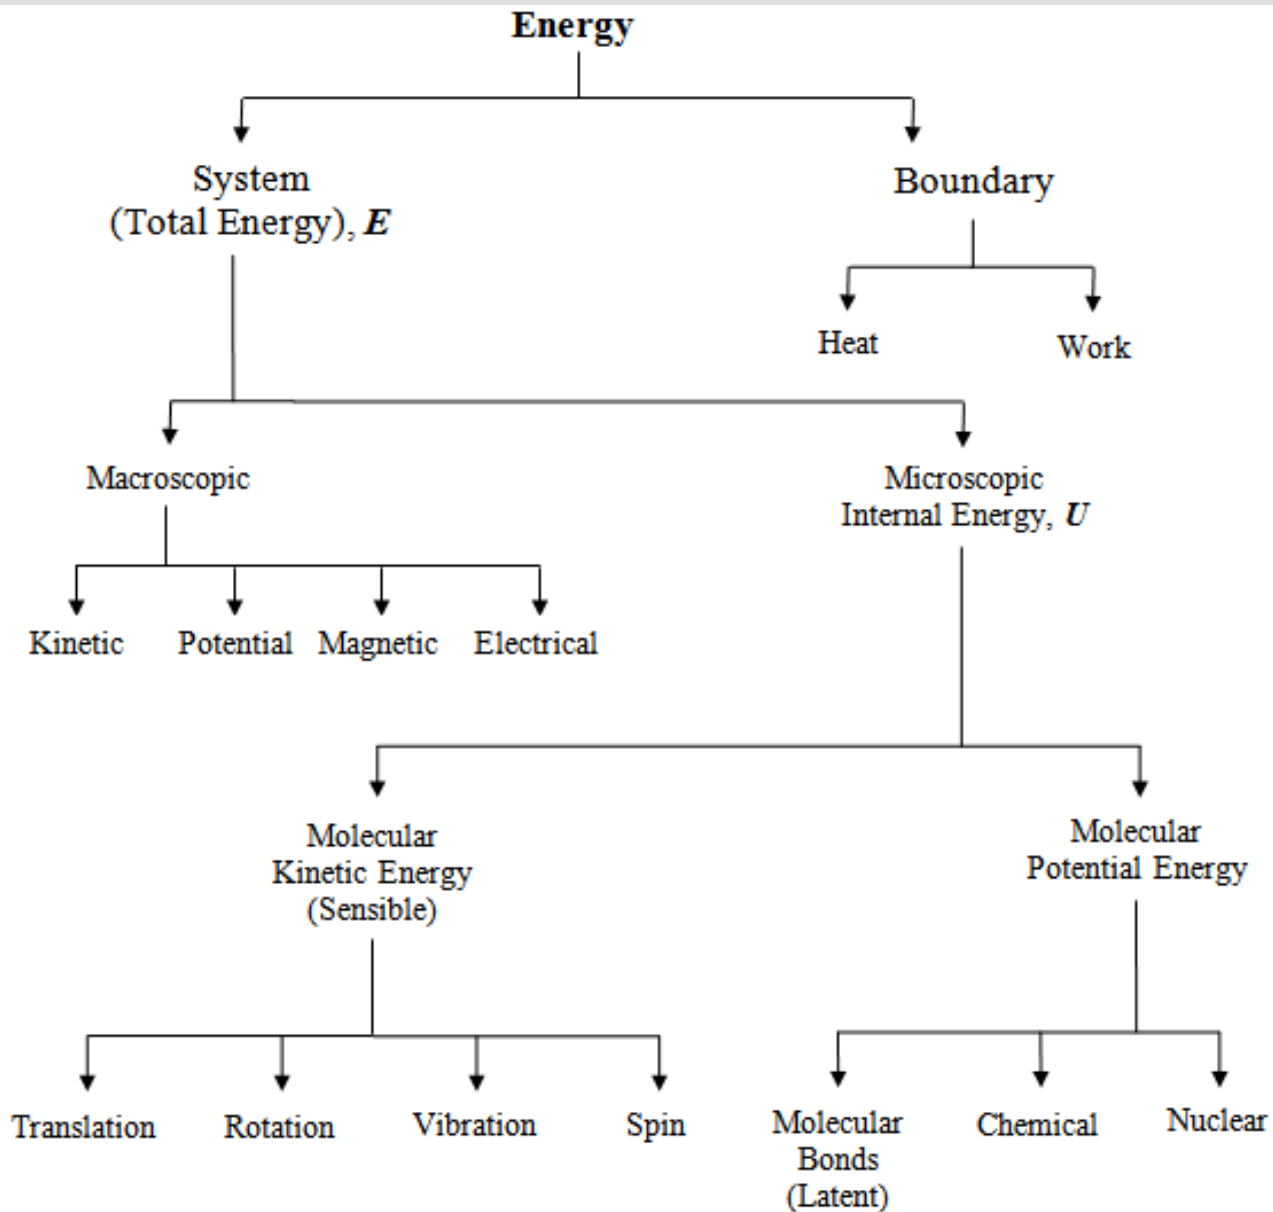 Energy
System
(Total Energy), E
Boundary
Heat
Work
Macroscopic
Microscopic
Internal Energy, U
Kinetic
Potential
Magnetic
Electrical
Molecular
Kinetic Energy
(Sensible)
Molecular
Potential Energy
Translation
Rotation
Vibration
Spin
Molecular
Bonds
(Latent)
Chemical
Nuclear